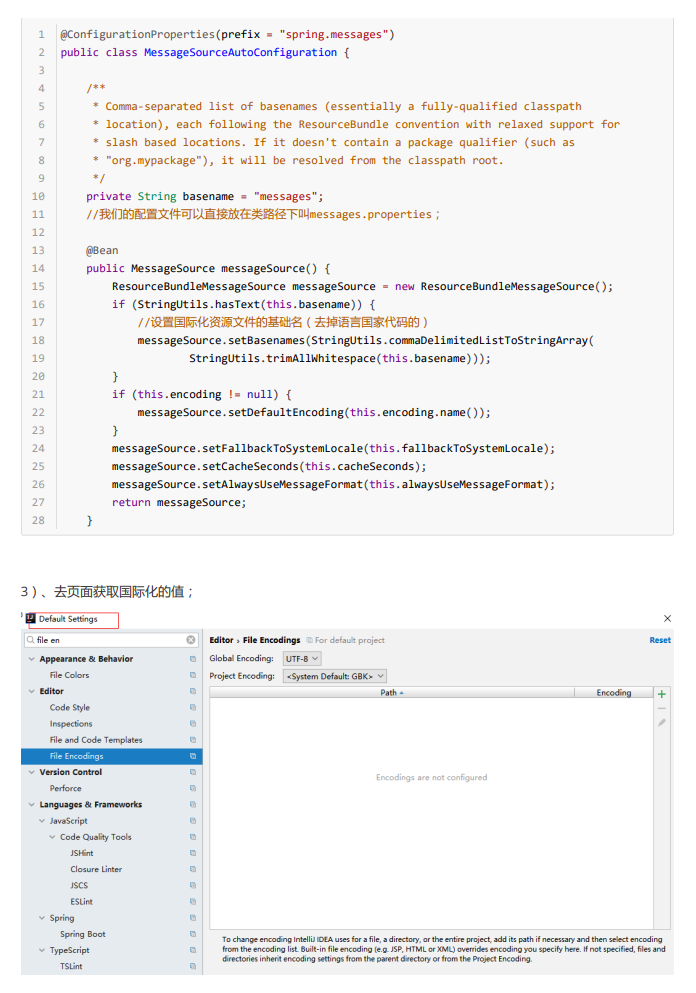 1 @ConfigurationProperties(prefix = "spring.messages")
2 public class MessageSourceAutoConfiguration {
3
4     /**
5      * Comma-separated list of basenames (essentially a fully-qualified classpath
6      * location), each following the ResourceBundle convention with relaxed support for
7      * slash based locations. If it doesn't contain a package qualifier (such as
8      * "org.mypackage"), it will be resolved from the classpath root.
9      */
10     private String basename = "messages";
11     //我们的配置文件可以直接放在类路径下叫messages.properties；
12
13     @Bean
14     public MessageSource messageSource() {
15         ResourceBundleMessageSource messageSource = new ResourceBundleMessageSource();
16         if (StringUtils.hasText(this.basename)) {
17             //设置国际化资源文件的基础名（去掉语言国家代码的）
18             messageSource.setBasenames(StringUtils.commaDelimitedListToStringArray(
19                     StringUtils.trimAllWhitespace(this.basename)));
20         }
21         if (this.encoding != null) {
22             messageSource.setDefaultEncoding(this.encoding.name());
23         }
24         messageSource.setFallbackToSystemLocale(this.fallbackToSystemLocale);
25         messageSource.setCacheSeconds(this.cacheSeconds);
26         messageSource.setAlwaysUseMessageFormat(this.alwaysUseMessageFormat);
27         return messageSource;
28     }
3）、去页面获取国际化的值；
Default Settings
file en
Appearance & Behavior
File Colors
Editor
Code Style
Inspections
File and Code Templates
File Encodings
Version Control
Perforce
Languages & Frameworks
JavaScript
Code Quality Tools
JSHint
Closure Linter
JSCS
ESLint
Spring
Spring Boot
TypeScript
TSLint
Editor › File Encodings For default project Reset
Global Encoding: UTF-8
Project Encoding: <System Default: GBK>
Path Encoding
Encodings are not configured
To change encoding IntelliJ IDEA uses for a file, a directory, or the entire project, add its path if necessary and then select encoding
from the encoding list. Built-in file encoding (e.g. JSP, HTML or XML) overrides encoding you specify here. If not specified, files and
directories inherit encoding settings from the parent directory or from the Project Encoding.